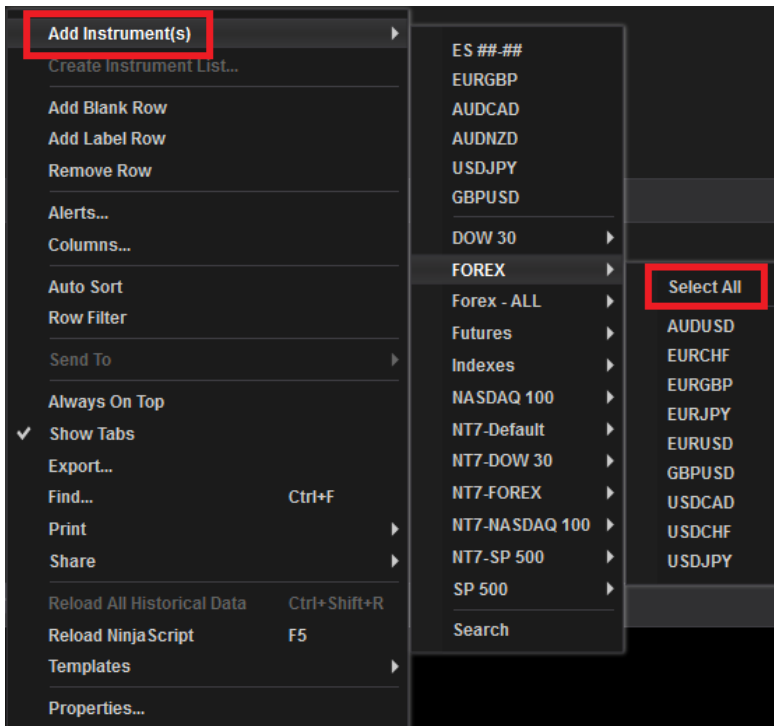 Add Instrument(s)
Create Instrument List...
Add Blank Row
Add Label Row
Remove Row
Alerts...
Columns...
Auto Sort
Row Filter
Send To
Always On Top
Show Tabs
Export...
Find... Ctrl+F
Print
Share
Reload All Historical Data Ctrl+Shift+R
Reload NinjaScript F5
Templates
Properties...
ES ##-##
EURGBP
AUDCAD
AUDNZD
USDJPY
GBPUSD
DOW 30
FOREX
Forex - ALL
Futures
Indexes
NASDAQ 100
NT7-Default
NT7-DOW 30
NT7-FOREX
NT7-NASDAQ 100
NT7-SP 500
SP 500
Search
Select All
AUDUSD
EURCHF
EURGBP
EURJPY
EURUSD
GBPUSD
USDCAD
USDCHF
USDJPY